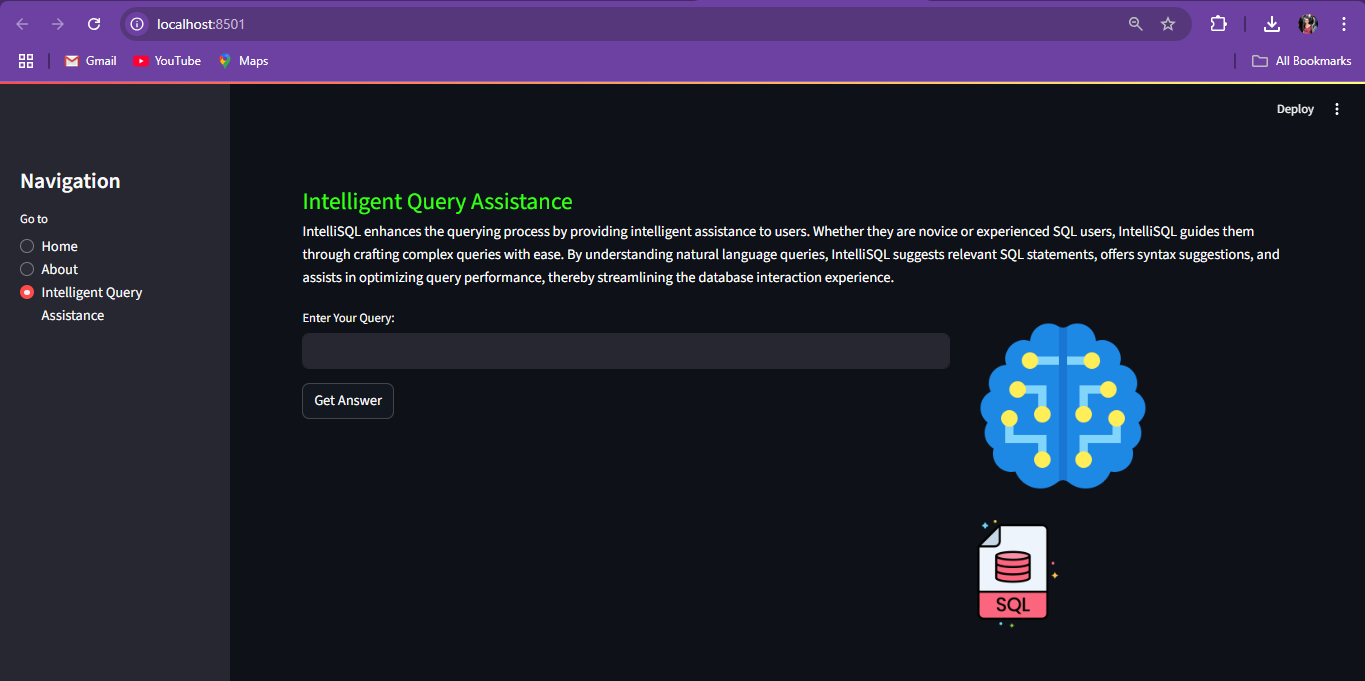 localhost:8501
Gmail YouTube Maps All Bookmarks
Deploy
Navigation
Go to
Home
About
Intelligent Query
Assistance
Intelligent Query Assistance
IntelliSQL enhances the querying process by providing intelligent assistance to users. Whether they are novice or experienced SQL users, IntelliSQL guides them
through crafting complex queries with ease. By understanding natural language queries, IntelliSQL suggests relevant SQL statements, offers syntax suggestions, and
assists in optimizing query performance, thereby streamlining the database interaction experience.
Enter Your Query:
Get Answer
SQL